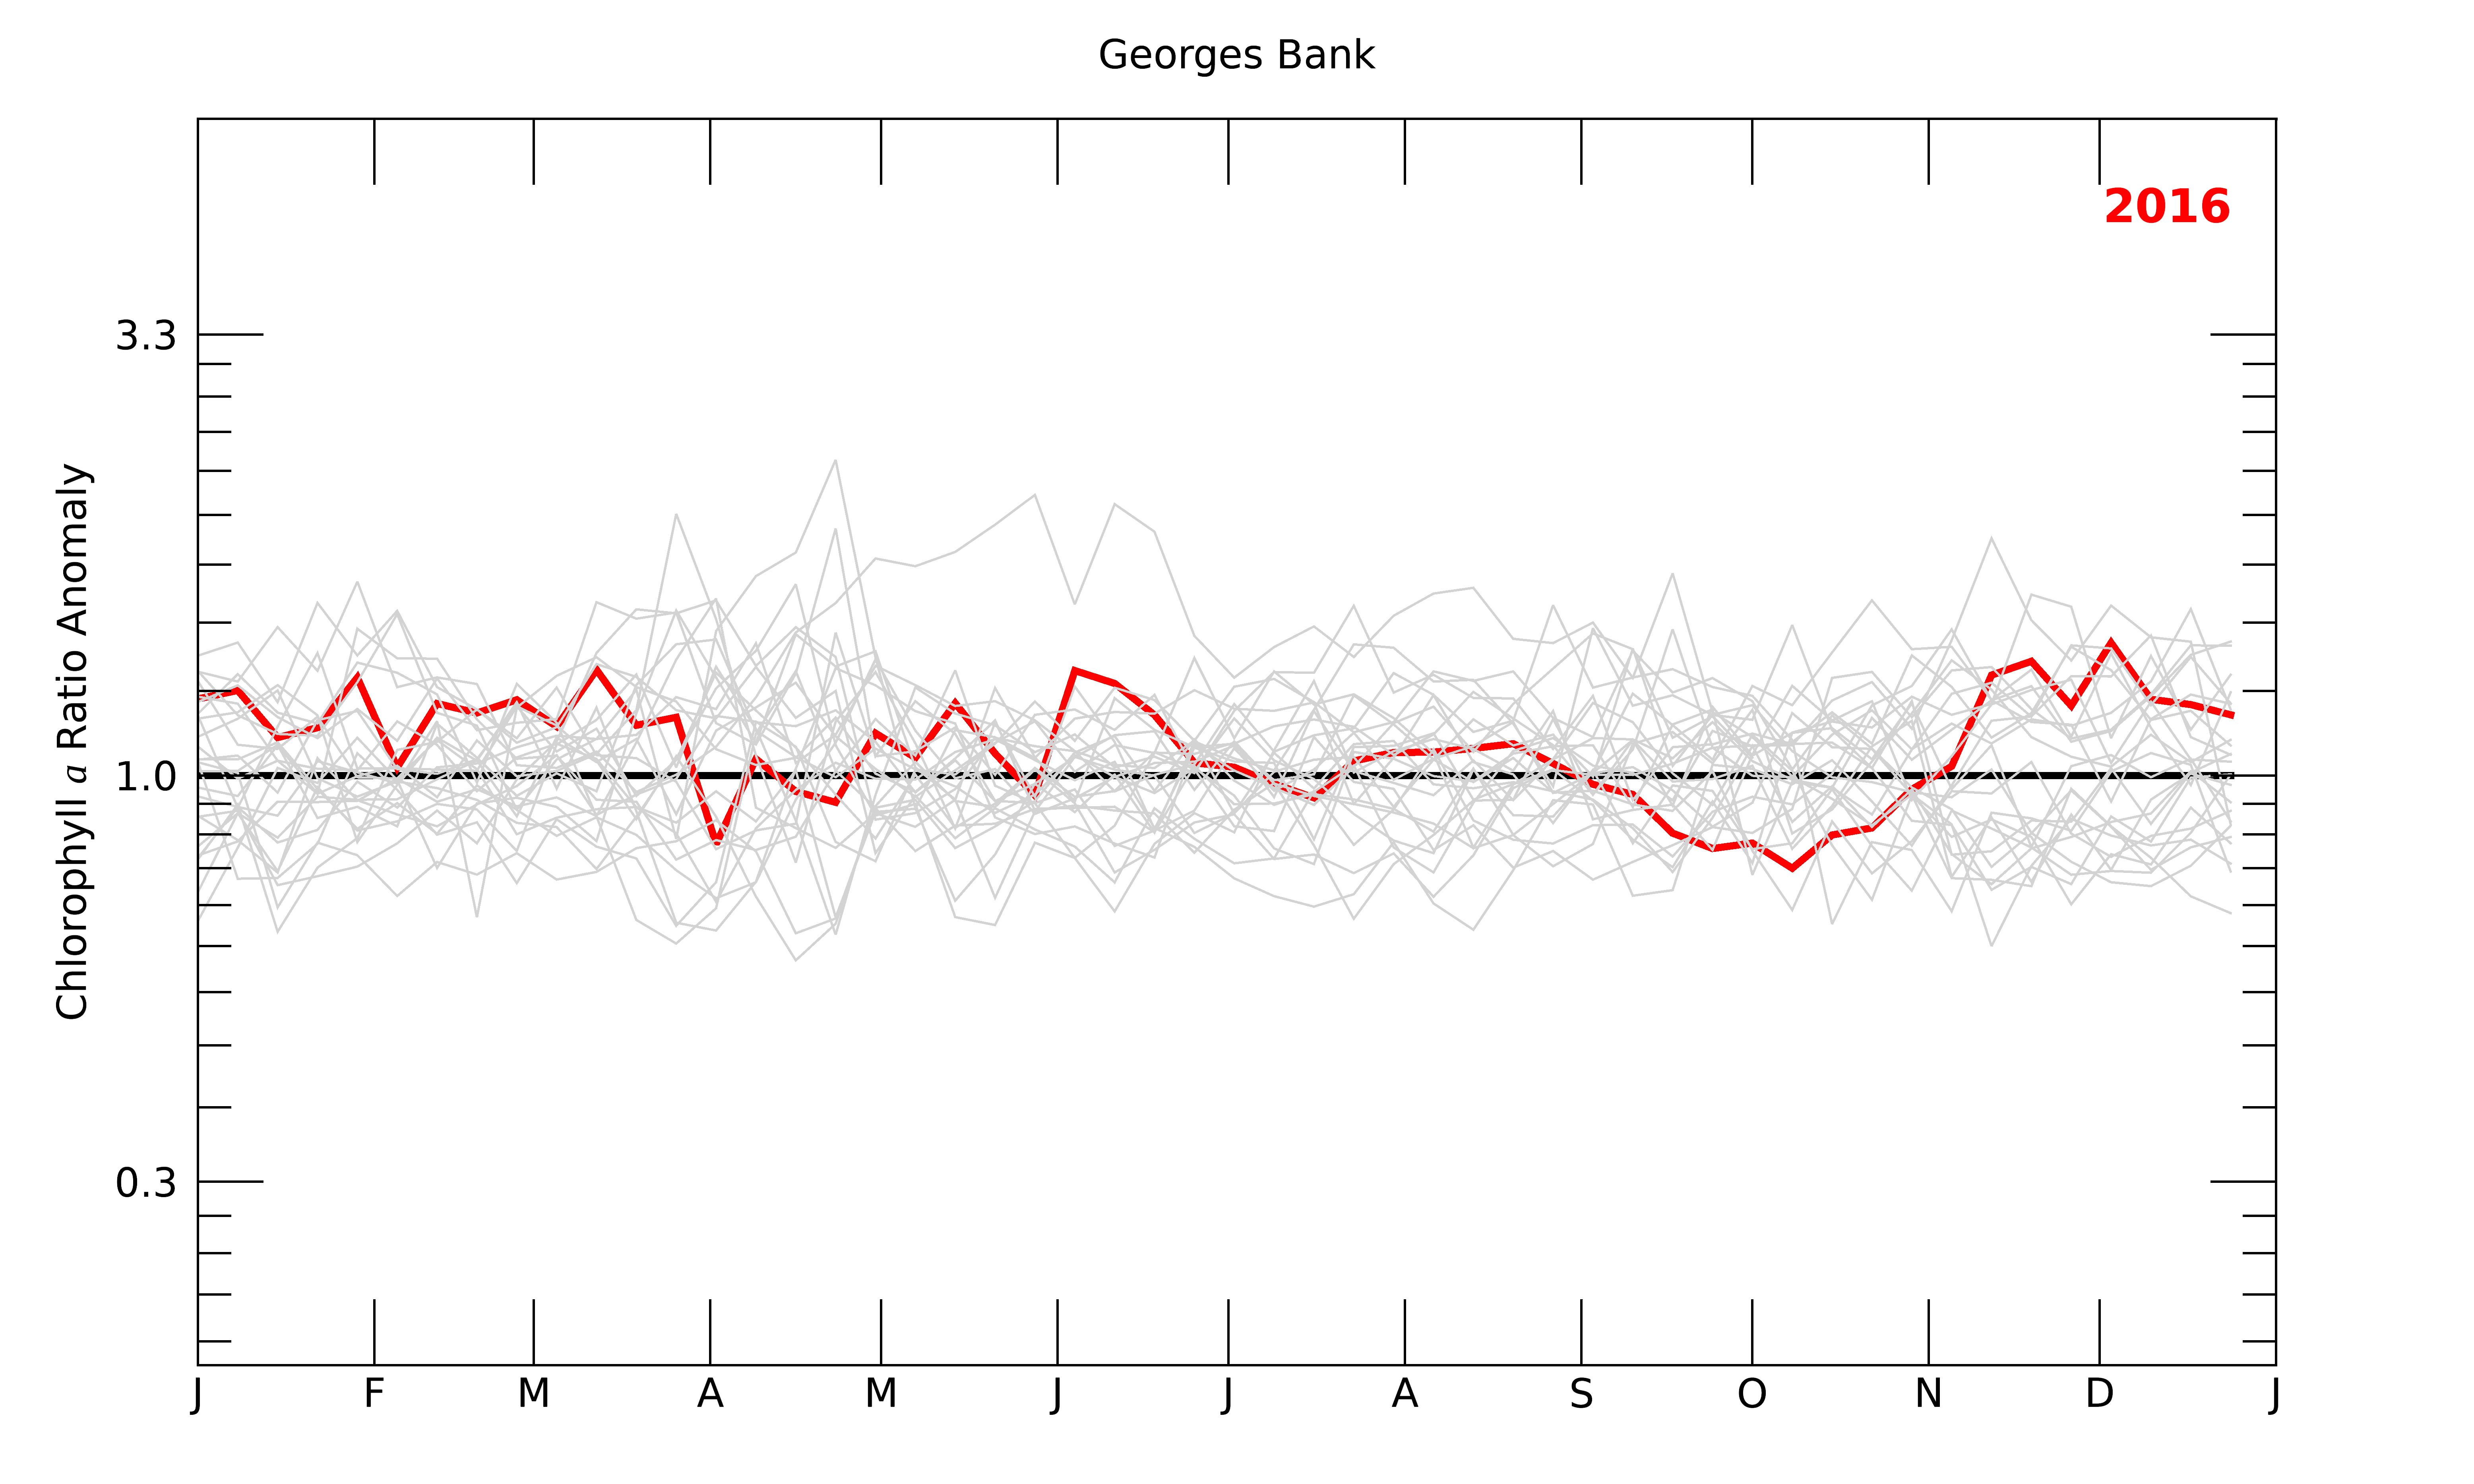 Georges Bank
2016
3.3
1.0
0.3
Chlorophyll a Ratio Anomaly
J F M A M J J A S O N D J